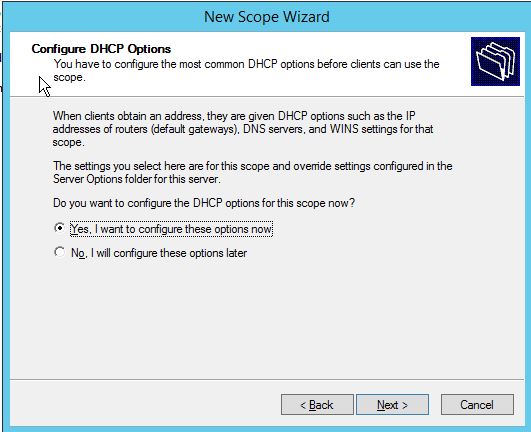 New Scope Wizard
Configure DHCP Options
You have to configure the most common DHCP options before clients can use the
scope.
When clients obtain an address, they are given DHCP options such as the IP
addresses of routers (default gateways), DNS servers, and WINS settings for that
scope.
The settings you select here are for this scope and override settings configured in the
Server Options folder for this server.
Do you want to configure the DHCP options for this scope now?
Yes, I want to configure these options now
No, I will configure these options later
< Back Next > Cancel